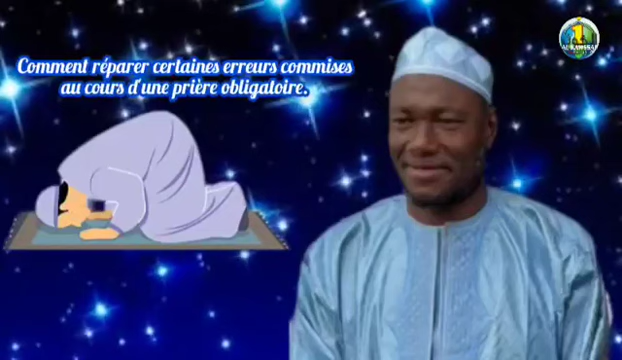 Comment réparer certaines erreurs commises
au cours d'une prière obligatoire.